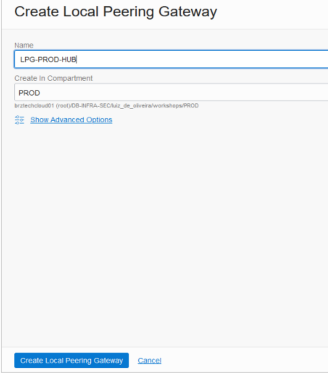 Create Local Peering Gateway
Name
LPG-PROD-HUB
Create In Compartment
PROD
brztechcloud01 (root)/DB-INFRA-SEC/luiz_de_oliveira/workshops/PROD
Show Advanced Options
Create Local Peering Gateway Cancel